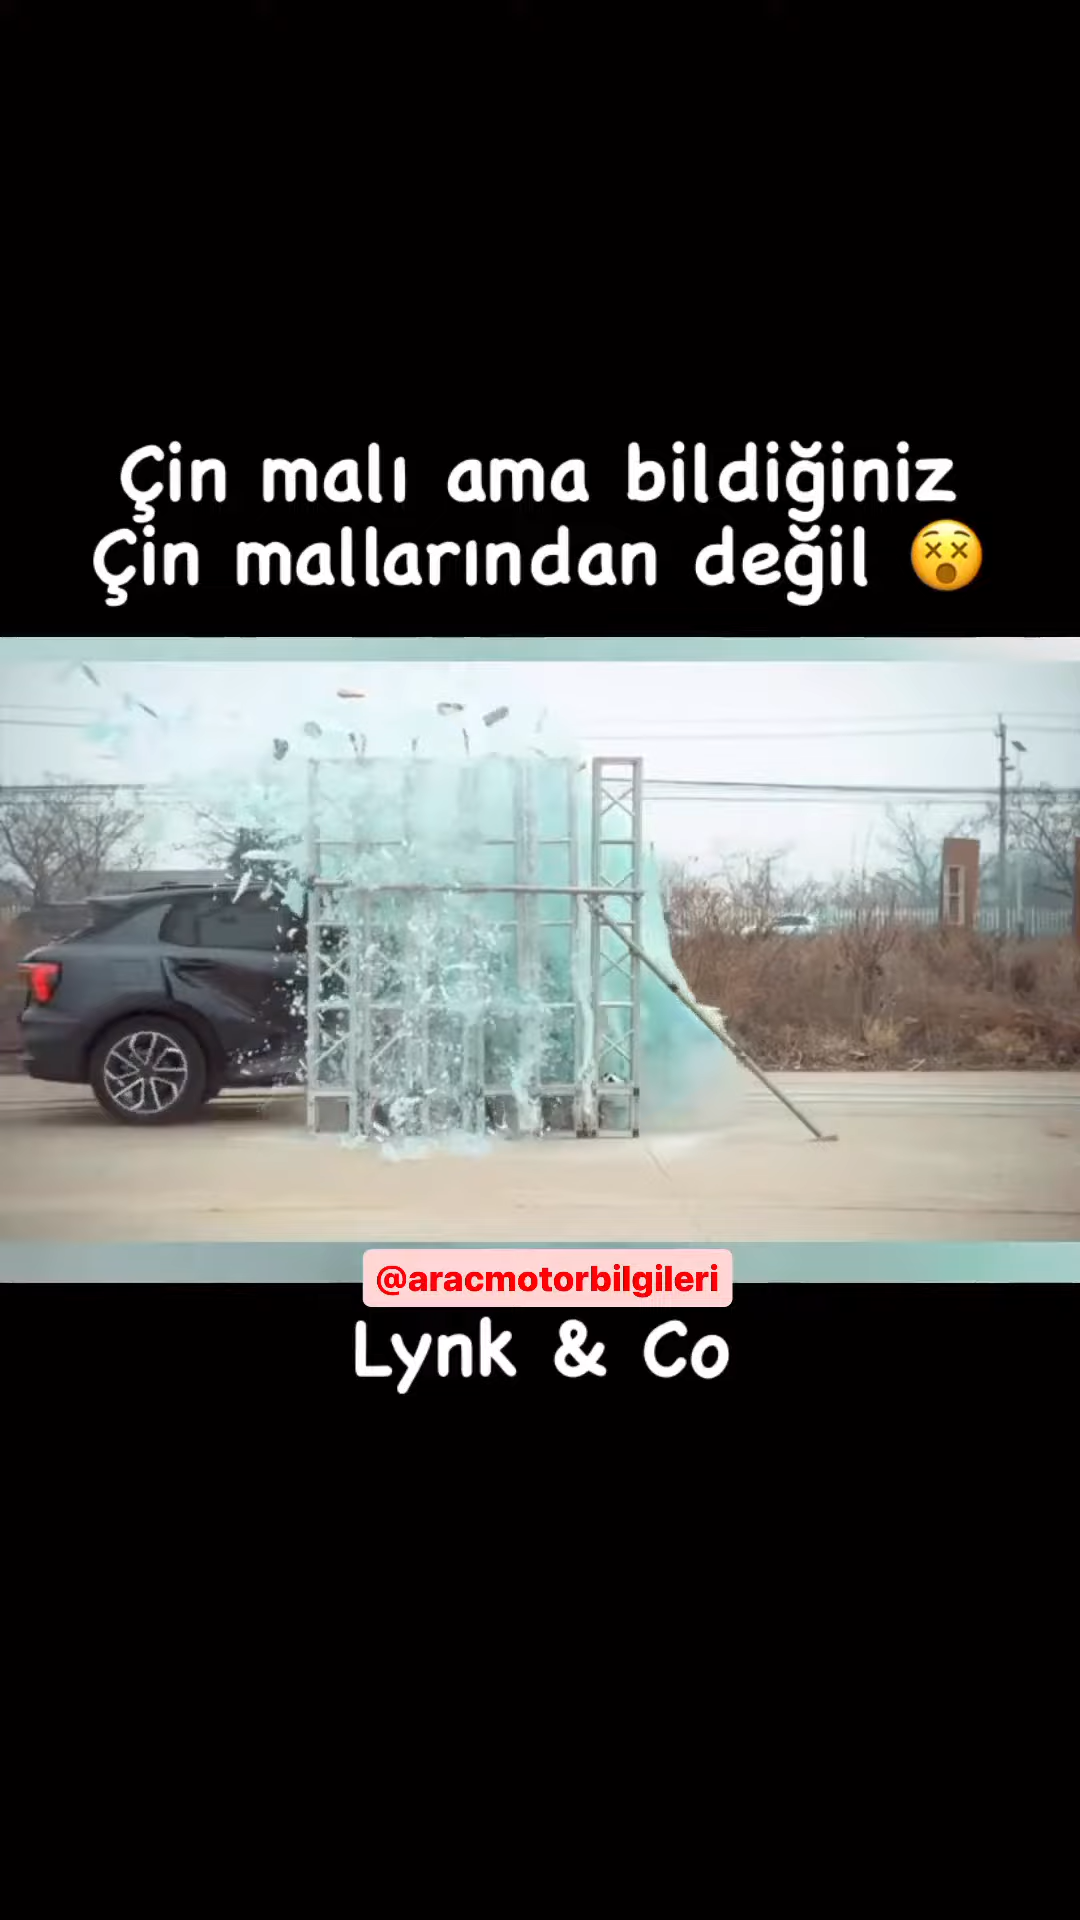 Çin malı ama bildiğiniz
Çin mallarından değil 😵
@aracmotorbilgileri
Lynk & Co